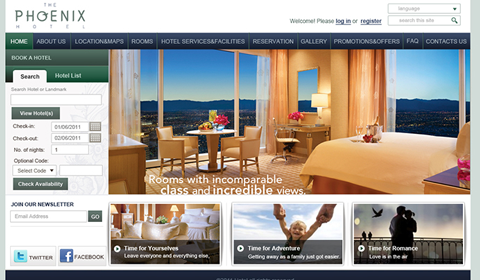 THE
PHOENIX
HOTEL
language
Welcome! Please log in or register
search this site
HOME ABOUT US LOCATION&MAPS ROOMS HOTEL SERVICES&FACILITIES RESERVATION GALLERY PROMOTIONS&OFFERS FAQ CONTACTS US
BOOK A HOTEL
Search Hotel List
Search Hotel or Landmark
View Hotel(s)
Check-in: 01/06/2011
Check-out: 02/06/2011
No. of nights: 1
Optional Code:
Select Code
Check Availability
Rooms with incomparable
class and incredible views.
JOIN OUR NEWSLETTER
Email Address GO
TWITTER FACEBOOK
Time for Yourselves
Leave everyone and everything else,
Time for Adventure
Getting away as a family just got easier.
Time for Romance
Love is in the air